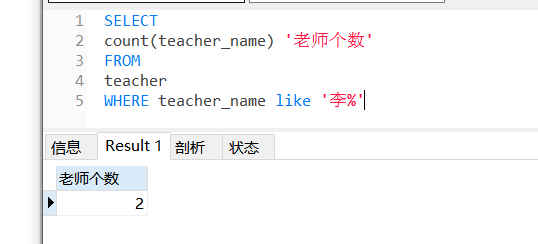 1 SELECT
2 count(teacher_name) '老师个数'
3 FROM
4 teacher
5 WHERE teacher_name like '李%'
信息 Result 1 剖析 状态
老师个数
2